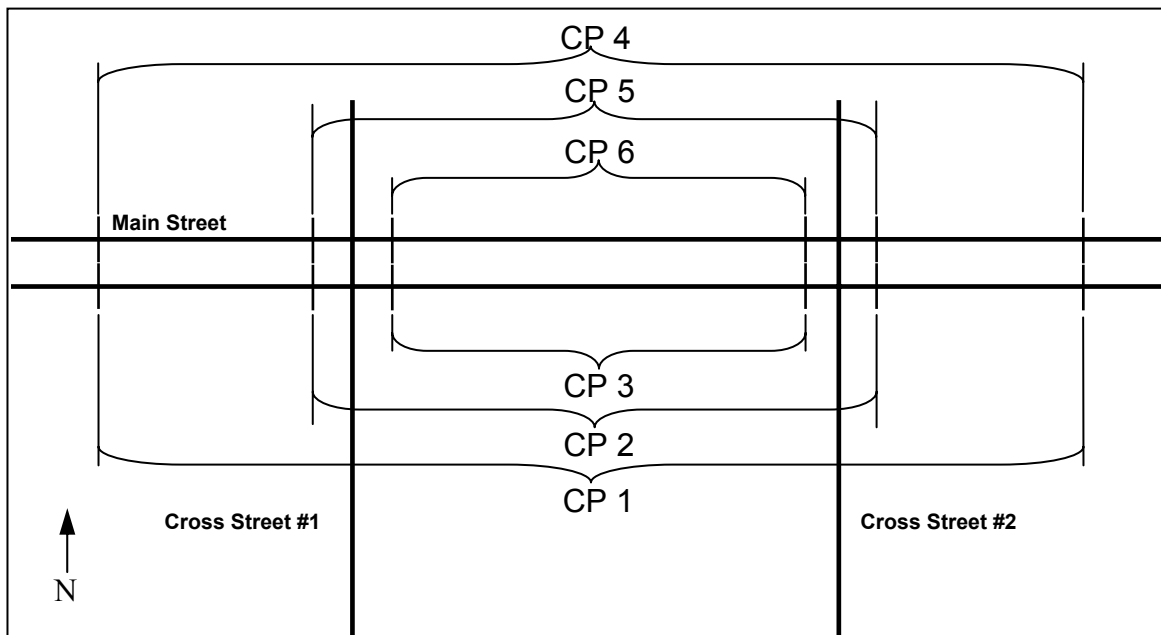 CP 4
CP 5
CP 6
Main Street
CP 3
CP 2
CP 1
Cross Street #1
Cross Street #2
N